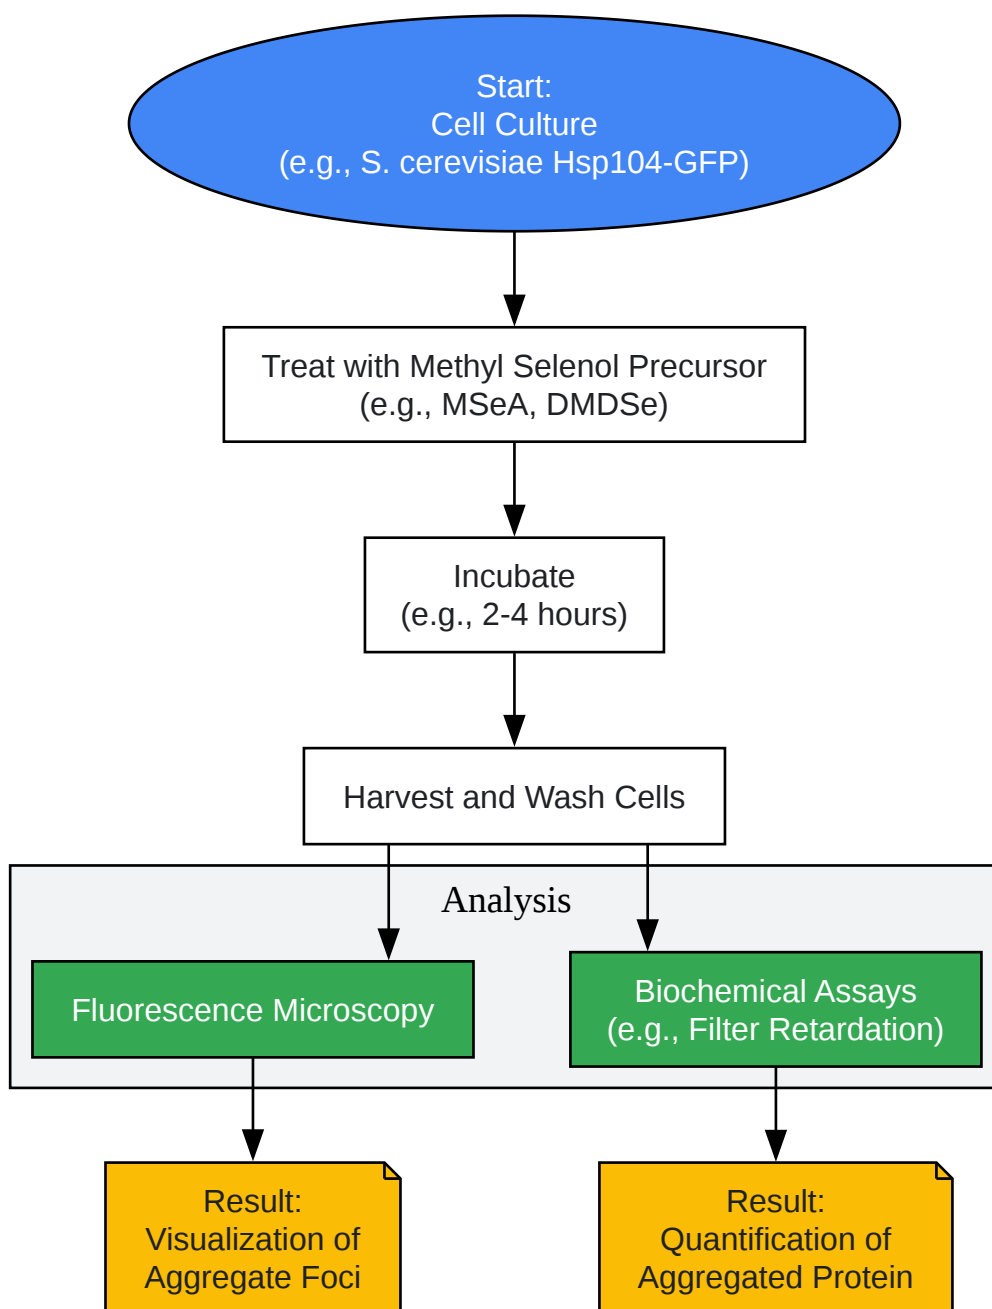 Start:
Cell Culture
(e.g., S. cerevisiae Hsp104-GFP)
Treat with Methyl Selenol Precursor
(e.g., MSeA, DMDSe)
Incubate
(e.g., 2-4 hours)
Harvest and Wash Cells
Analysis
Fluorescence Microscopy
Biochemical Assays
(e.g., Filter Retardation)
Result:
Visualization of
Aggregate Foci
Result:
Quantification of
Aggregated Protein